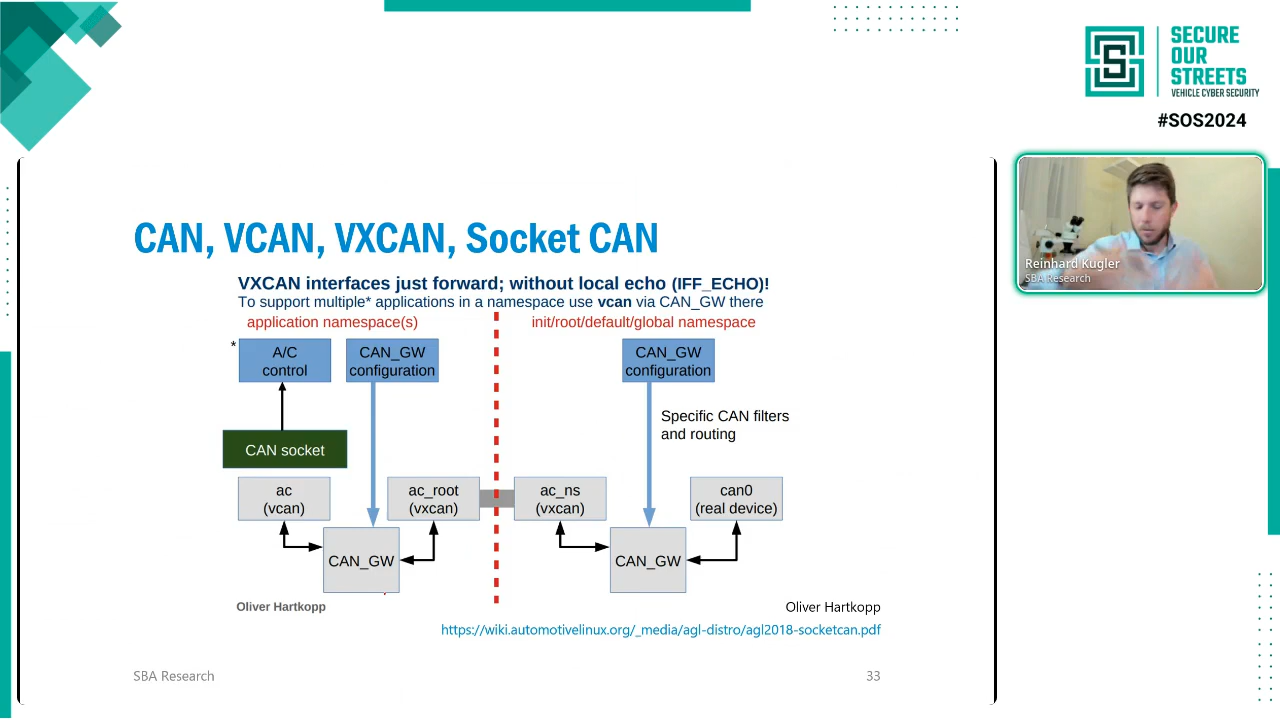 SECURE
OUR
STREETS
VEHICLE CYBER SECURITY
#SOS2024
Reinhard Kugler
SBA Research
CAN, VCAN, VXCAN, Socket CAN
VXCAN interfaces just forward; without local echo (IFF_ECHO)!
To support multiple* applications in a namespace use vcan via CAN_GW there
application namespace(s)
init/root/default/global namespace
*
A/C
control
CAN_GW
configuration
CAN_GW
configuration
Specific CAN filters
and routing
CAN socket
ac
(vcan)
ac_root
(vxcan)
ac_ns
(vxcan)
can0
(real device)
CAN_GW
CAN_GW
Oliver Hartkopp
Oliver Hartkopp
https://wiki.automotivelinux.org/_media/agl-distro/agl2018-socketcan.pdf
SBA Research
33